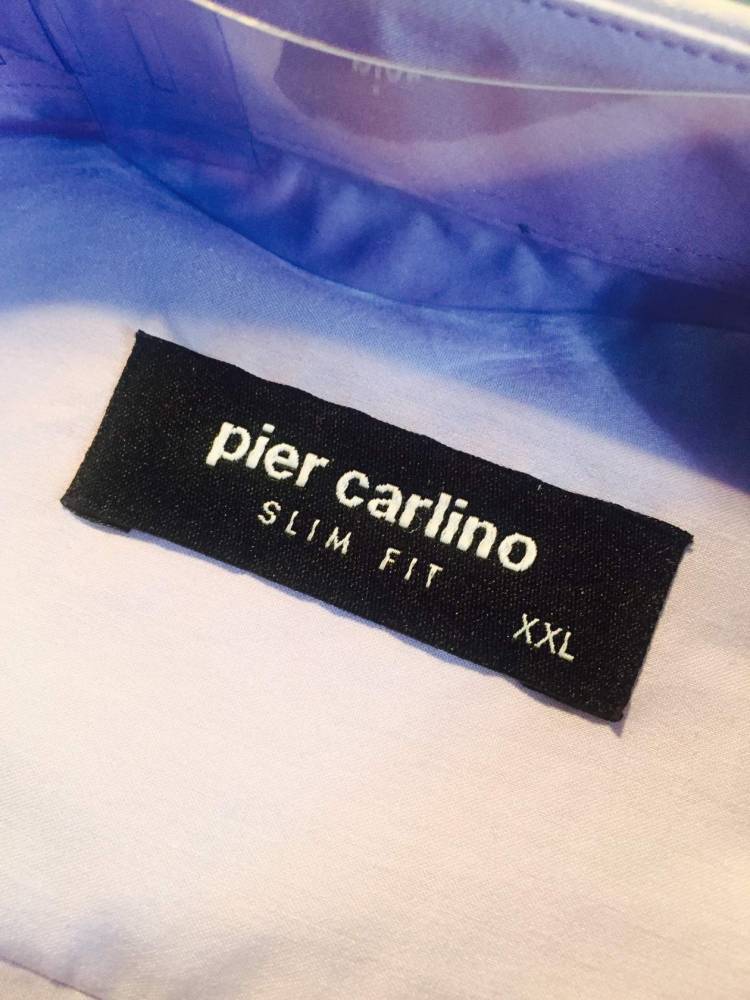 pier carlino
SLIM FIT
XXL